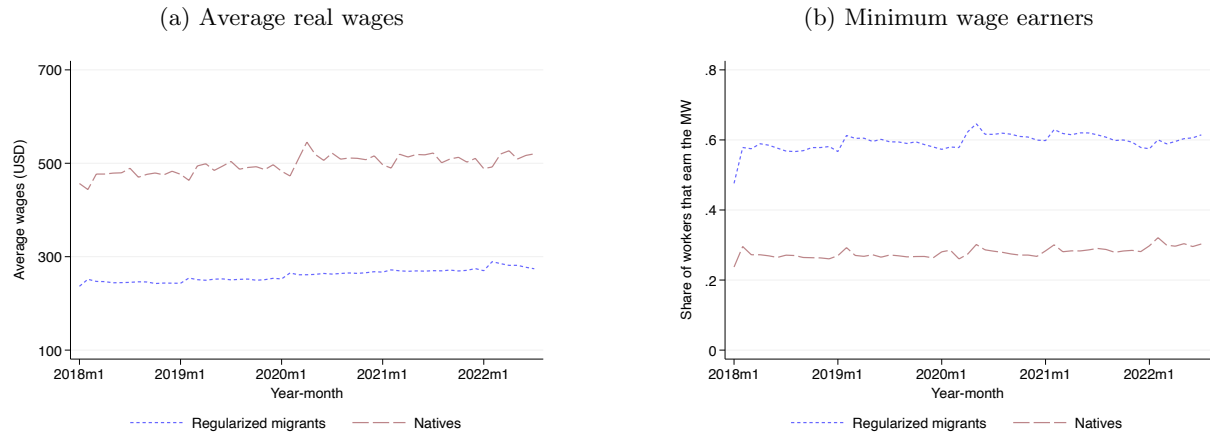 (a) Average real wages
700
500
300
100
Average wages (USD)
2018m1 2019m1 2020m1 2021m1 2022m1
Year-month
Regularized migrants Natives
(b) Minimum wage earners
.8
.6
.4
.2
0
Share of workers that earn the MW
2018m1 2019m1 2020m1 2021m1 2022m1
Year-month
Regularized migrants Natives